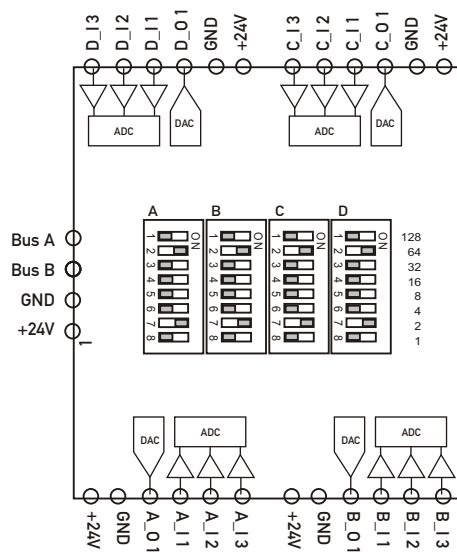 D_I3 D_I2 D_I1 D_O1 GND +24V C_I3 C_I2 C_I1 C_O1 GND +24V
ADC DAC ADC DAC
A B C D
1 ON 1 ON 1 ON 1 ON 128
2 2 2 2 64
3 3 3 3 32
4 4 4 4 16
5 5 5 5 8
6 6 6 6 4
7 7 7 7 2
8 8 8 8 1
Bus A
Bus B
GND
+24V
1
DAC ADC DAC ADC
+24V GND A_O1 A_I1 A_I2 A_I3 +24V GND B_O1 B_I1 B_I2 B_I3